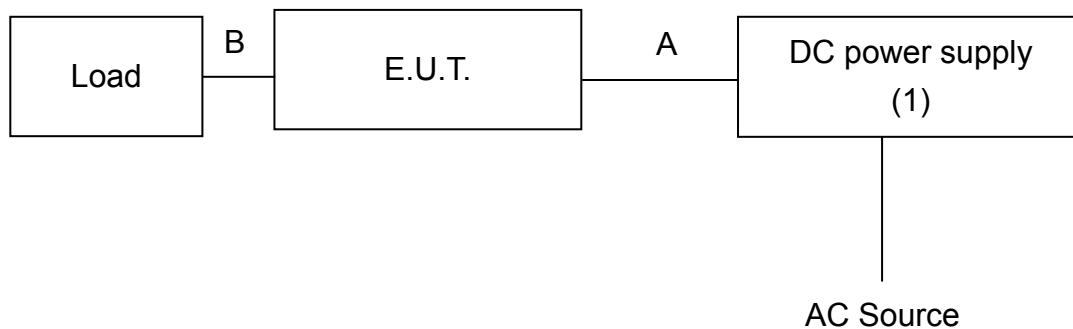 Load
B
E.U.T.
A
DC power supply
(1)
AC Source